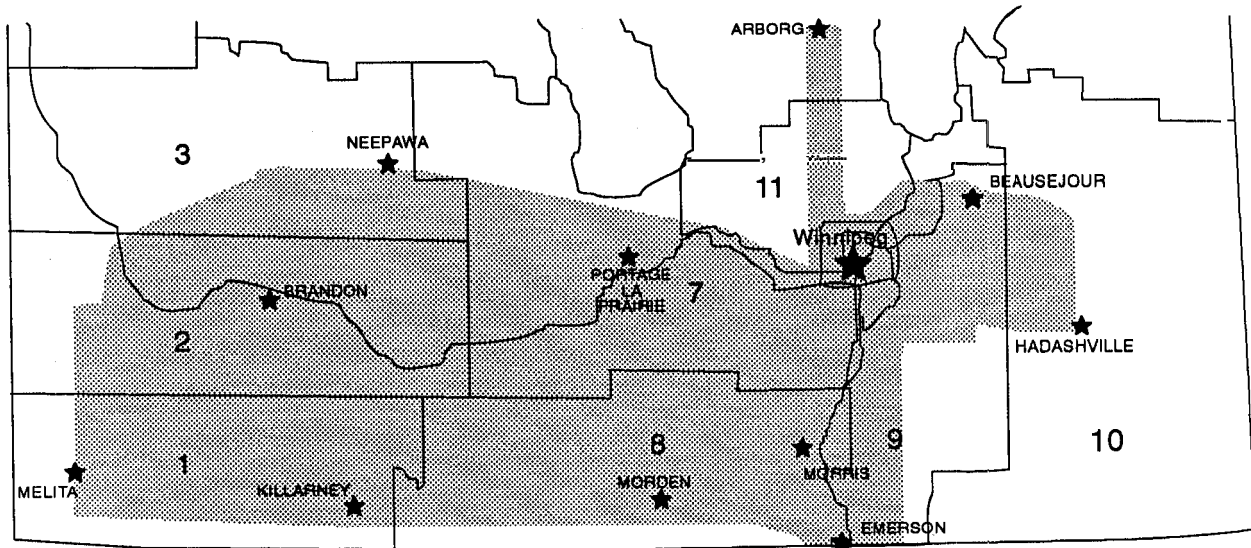 ARBORG
NEEPAWA
3
11
BEAUSEJOUR
Winnipeg
PORTAGE
LA
PRAIRIE
7
BRANDON
2
HADASHVILLE
8
9
10
1
MELITA
KILLARNEY
MORDEN
MORRIS
EMERSON